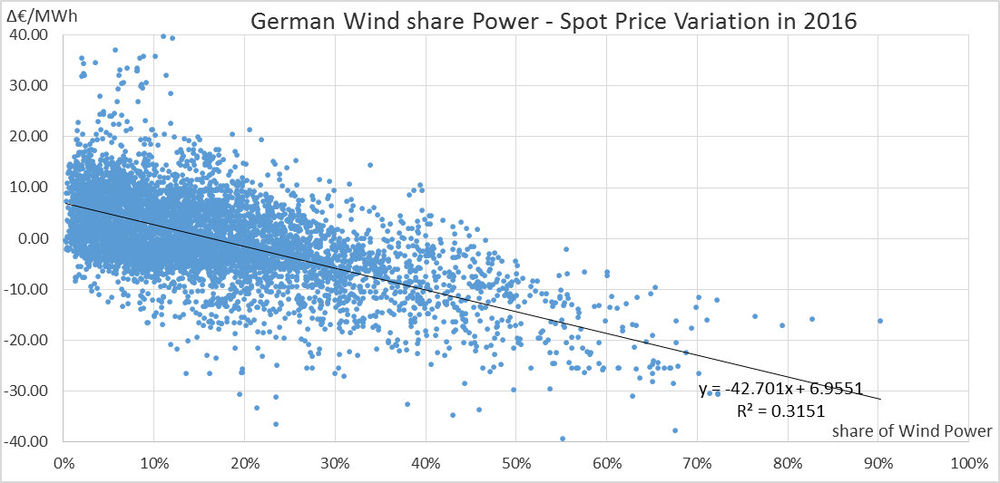 Δ€/MWh
German Wind share Power - Spot Price Variation in 2016
40.00
30.00
20.00
10.00
0.00
-10.00
-20.00
-30.00
-40.00
y = -42.701x + 6.9551
R² = 0.3151
share of Wind Power
0% 10% 20% 30% 40% 50% 60% 70% 80% 90% 100%